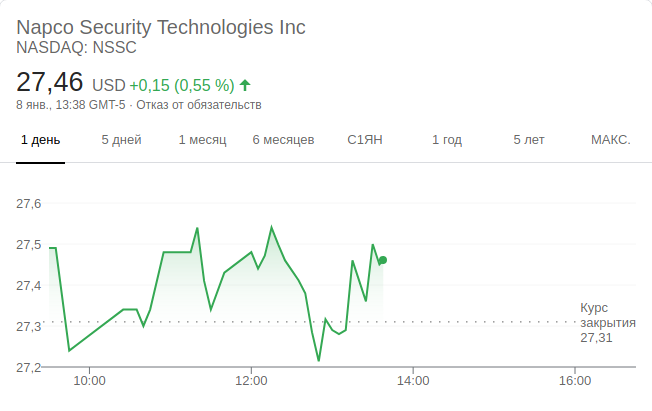 Napco Security Technologies Inc
NASDAQ: NSSC
27,46 USD +0,15 (0,55 %)
8 янв., 13:38 GMT-5 · Отказ от обязательств
1 день 5 дней 1 месяц 6 месяцев С1ЯН 1 год 5 лет МАКС.
27,6
27,5
27,4
27,3
27,2
Курс
закрытия
27,31
10:00 12:00 14:00 16:00